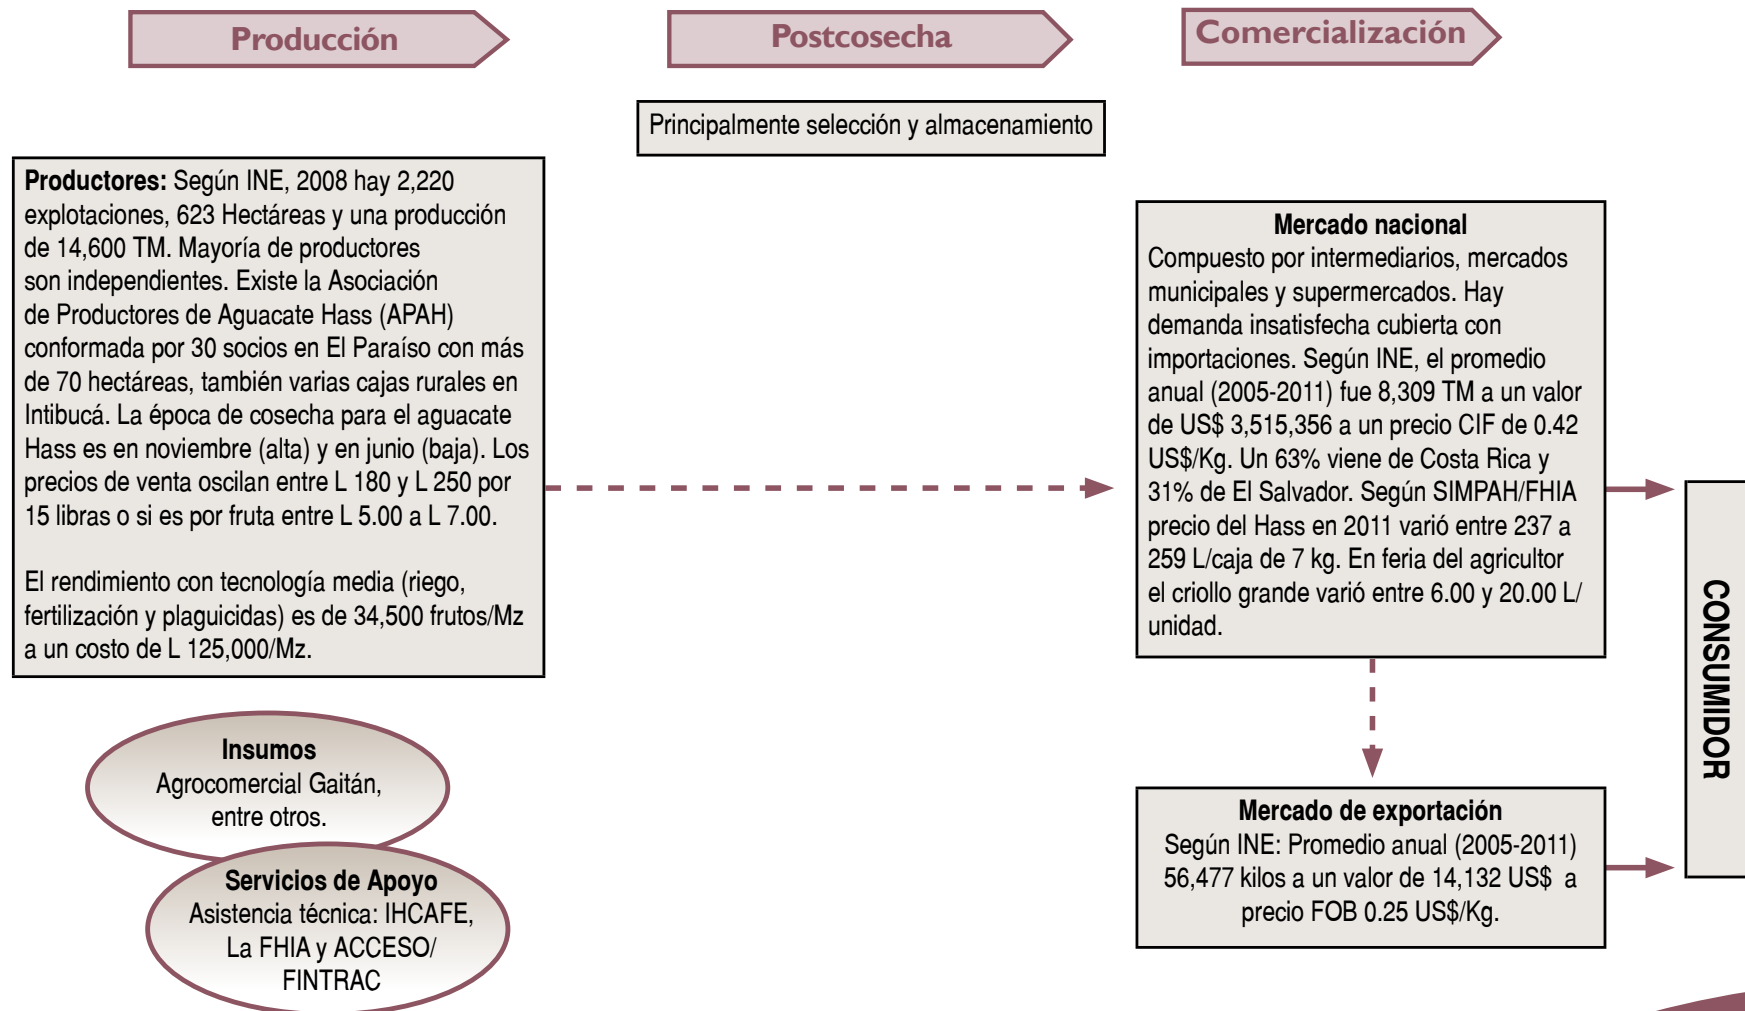 Producción
Postcosecha
Comercialización
Principalmente selección y almacenamiento
Productores: Según INE, 2008 hay 2,220
explotaciones, 623 Hectáreas y una producción
de 14,600 TM. Mayoría de productores
son independientes. Existe la Asociación
de Productores de Aguacate Hass (APAH)
conformada por 30 socios en El Paraíso con más
de 70 hectáreas, también varias cajas rurales en
Intibucá. La época de cosecha para el aguacate
Hass es en noviembre (alta) y en junio (baja). Los
precios de venta oscilan entre L 180 y L 250 por
15 libras o si es por fruta entre L 5.00 a L 7.00.
El rendimiento con tecnología media (riego,
fertilización y plaguicidas) es de 34,500 frutos/Mz
a un costo de L 125,000/Mz.
Insumos
Agrocomercial Gaitán,
entre otros.
Servicios de Apoyo
Asistencia técnica: IHCAFE,
La FHIA y ACCESO/
FINTRAC
Mercado nacional
Compuesto por intermediarios, mercados
municipales y supermercados. Hay
demanda insatisfecha cubierta con
importaciones. Según INE, el promedio
anual (2005-2011) fue 8,309 TM a un valor
de US$ 3,515,356 a un precio CIF de 0.42
US$/Kg. Un 63% viene de Costa Rica y
31% de El Salvador. Según SIMPAH/FHIA
precio del Hass en 2011 varió entre 237 a
259 L/caja de 7 kg. En feria del agricultor
el criollo grande varió entre 6.00 y 20.00 L/
unidad.
Mercado de exportación
Según INE: Promedio anual (2005-2011)
56,477 kilos a un valor de 14,132 US$ a
precio FOB 0.25 US$/Kg.
CONSUMIDOR